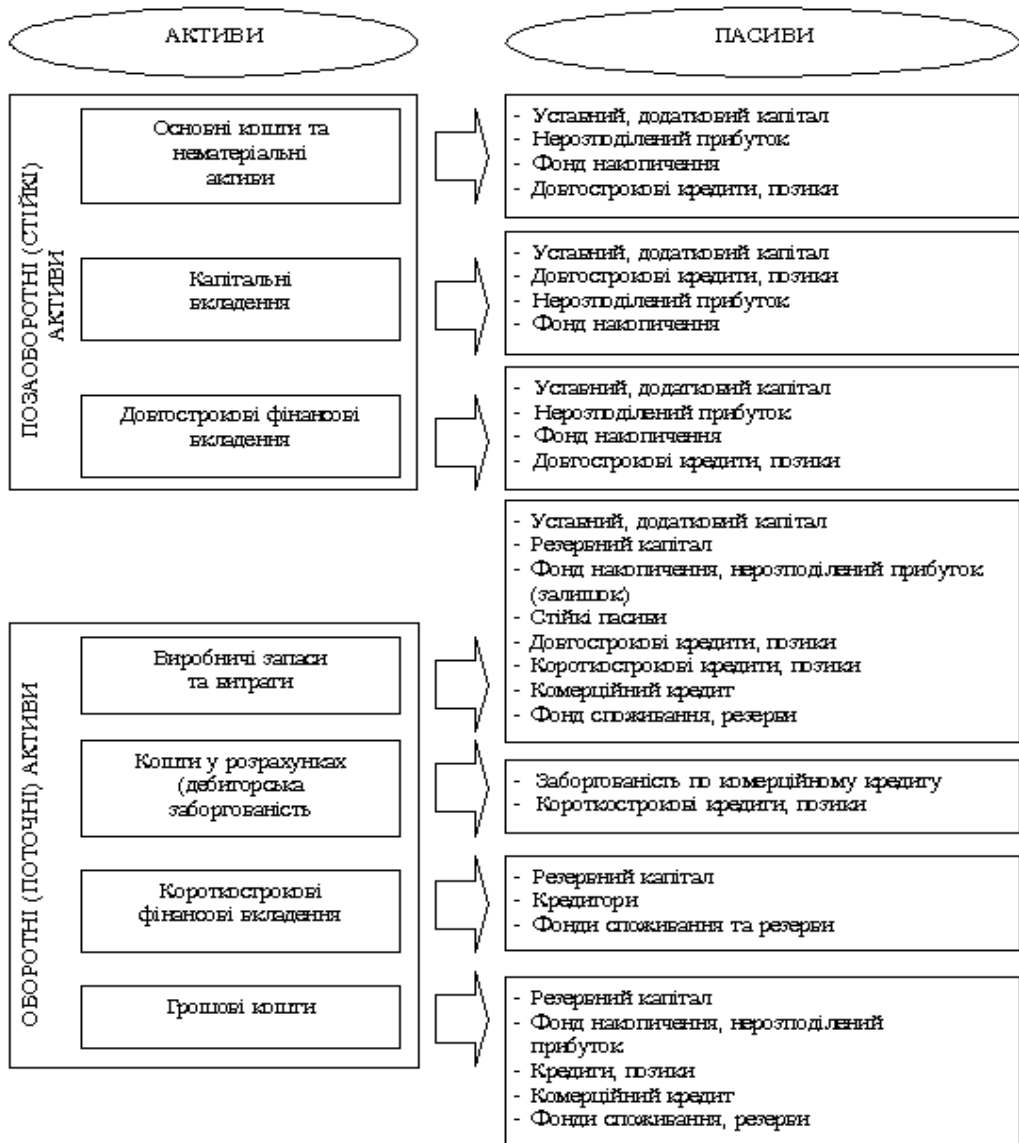 АКТИВИ
ПАСИВИ
ПОЗАОБОРОТНІ (СТІЙКІ)
АКТИВИ
Основні кошти та
нематеріальні
активи
- Уставний, додатковий капітал
- Нерозподілений прибуток
- Фонд накопичення
- Довгострокові кредити, позики
Капітальні
вкладення
- Уставний, додатковий капітал
- Довгострокові кредити, позики
- Нерозподілений прибуток
- Фонд накопичення
Довгострокові фінансові
вкладення
- Уставний, додатковий капітал
- Нерозподілений прибуток
- Фонд накопичення
- Довгострокові кредити, позики
ОБОРОТНІ (ПОТОЧНІ) АКТИВИ
Виробничі запаси
та витрати
- Уставний, додатковий капітал
- Резервний капітал
- Фонд накопичення, нерозподілений прибуток
(залишок)
- Стійкі пасиви
- Довгострокові кредити, позики
- Короткострокові кредити, позики
- Комерційний кредит
- Фонд споживання, резерви
Кошти у розрахунках
(дебиторська
заборгованість
- Заборгованість по комерційному кредиту
- Короткострокові кредити, позики
Короткострокові
фінансові вкладення
- Резервний капітал
- Кредитори
- Фонди споживання та резерви
Грошові кошти
- Резервний капітал
- Фонд накопичення, нерозподілений
прибуток
- Кредити, позики
- Комерційний кредит
- Фонди споживання, резерви